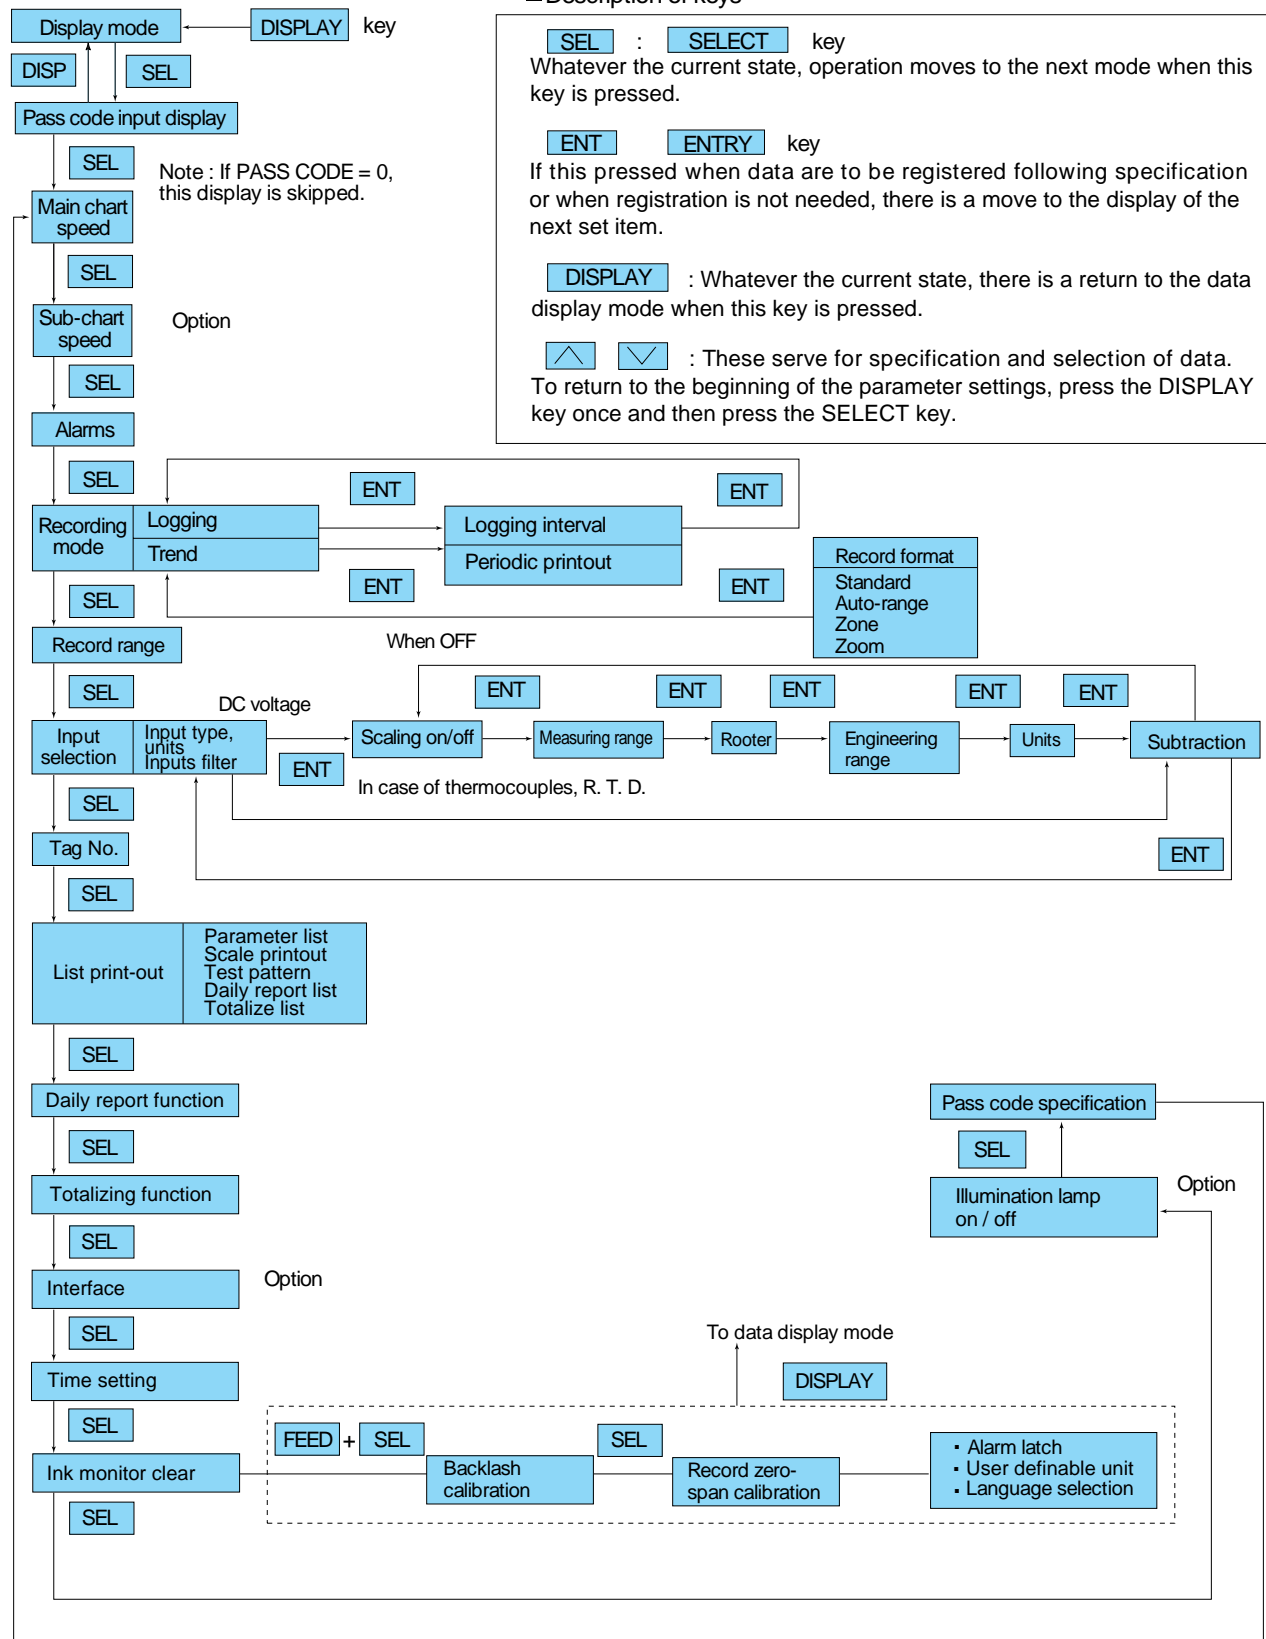 Description of keys
Display mode
DISPLAY key
DISP
SEL
Pass code input display
SEL
Note : If PASS CODE = 0,
this display is skipped.
Main chart
speed
SEL
Sub-chart
speed
Option
SEL
Alarms
SEL
SEL : SELECT key
Whatever the current state, operation moves to the next mode when this
key is pressed.
ENT ENTRY key
If this pressed when data are to be registered following specification
or when registration is not needed, there is a move to the display of the
next set item.
DISPLAY : Whatever the current state, there is a return to the data
display mode when this key is pressed.
: These serve for specification and selection of data.
To return to the beginning of the parameter settings, press the DISPLAY
key once and then press the SELECT key.
ENT
ENT
Recording
mode
Logging
Trend
Logging interval
Periodic printout
ENT
ENT
Record format
Standard
Auto-range
Zone
Zoom
SEL
Record range
When OFF
SEL
DC voltage
ENT
ENT
ENT
ENT
ENT
Input
selection
Input type,
units
Inputs filter
ENT
Scaling on/off
Measuring range
Rooter
Engineering
range
Units
Subtraction
In case of thermocouples, R. T. D.
SEL
ENT
Tag No.
SEL
List print-out
Parameter list
Scale printout
Test pattern
Daily report list
Totalize list
SEL
Daily report function
SEL
Totalizing function
SEL
Interface
Option
SEL
Time setting
SEL
Ink monitor clear
SEL
Pass code specification
SEL
Illumination lamp
on / off
Option
To data display mode
DISPLAY
FEED + SEL
SEL
Backlash
calibration
Record zero-
span calibration
・Alarm latch
・User definable unit
・Language selection